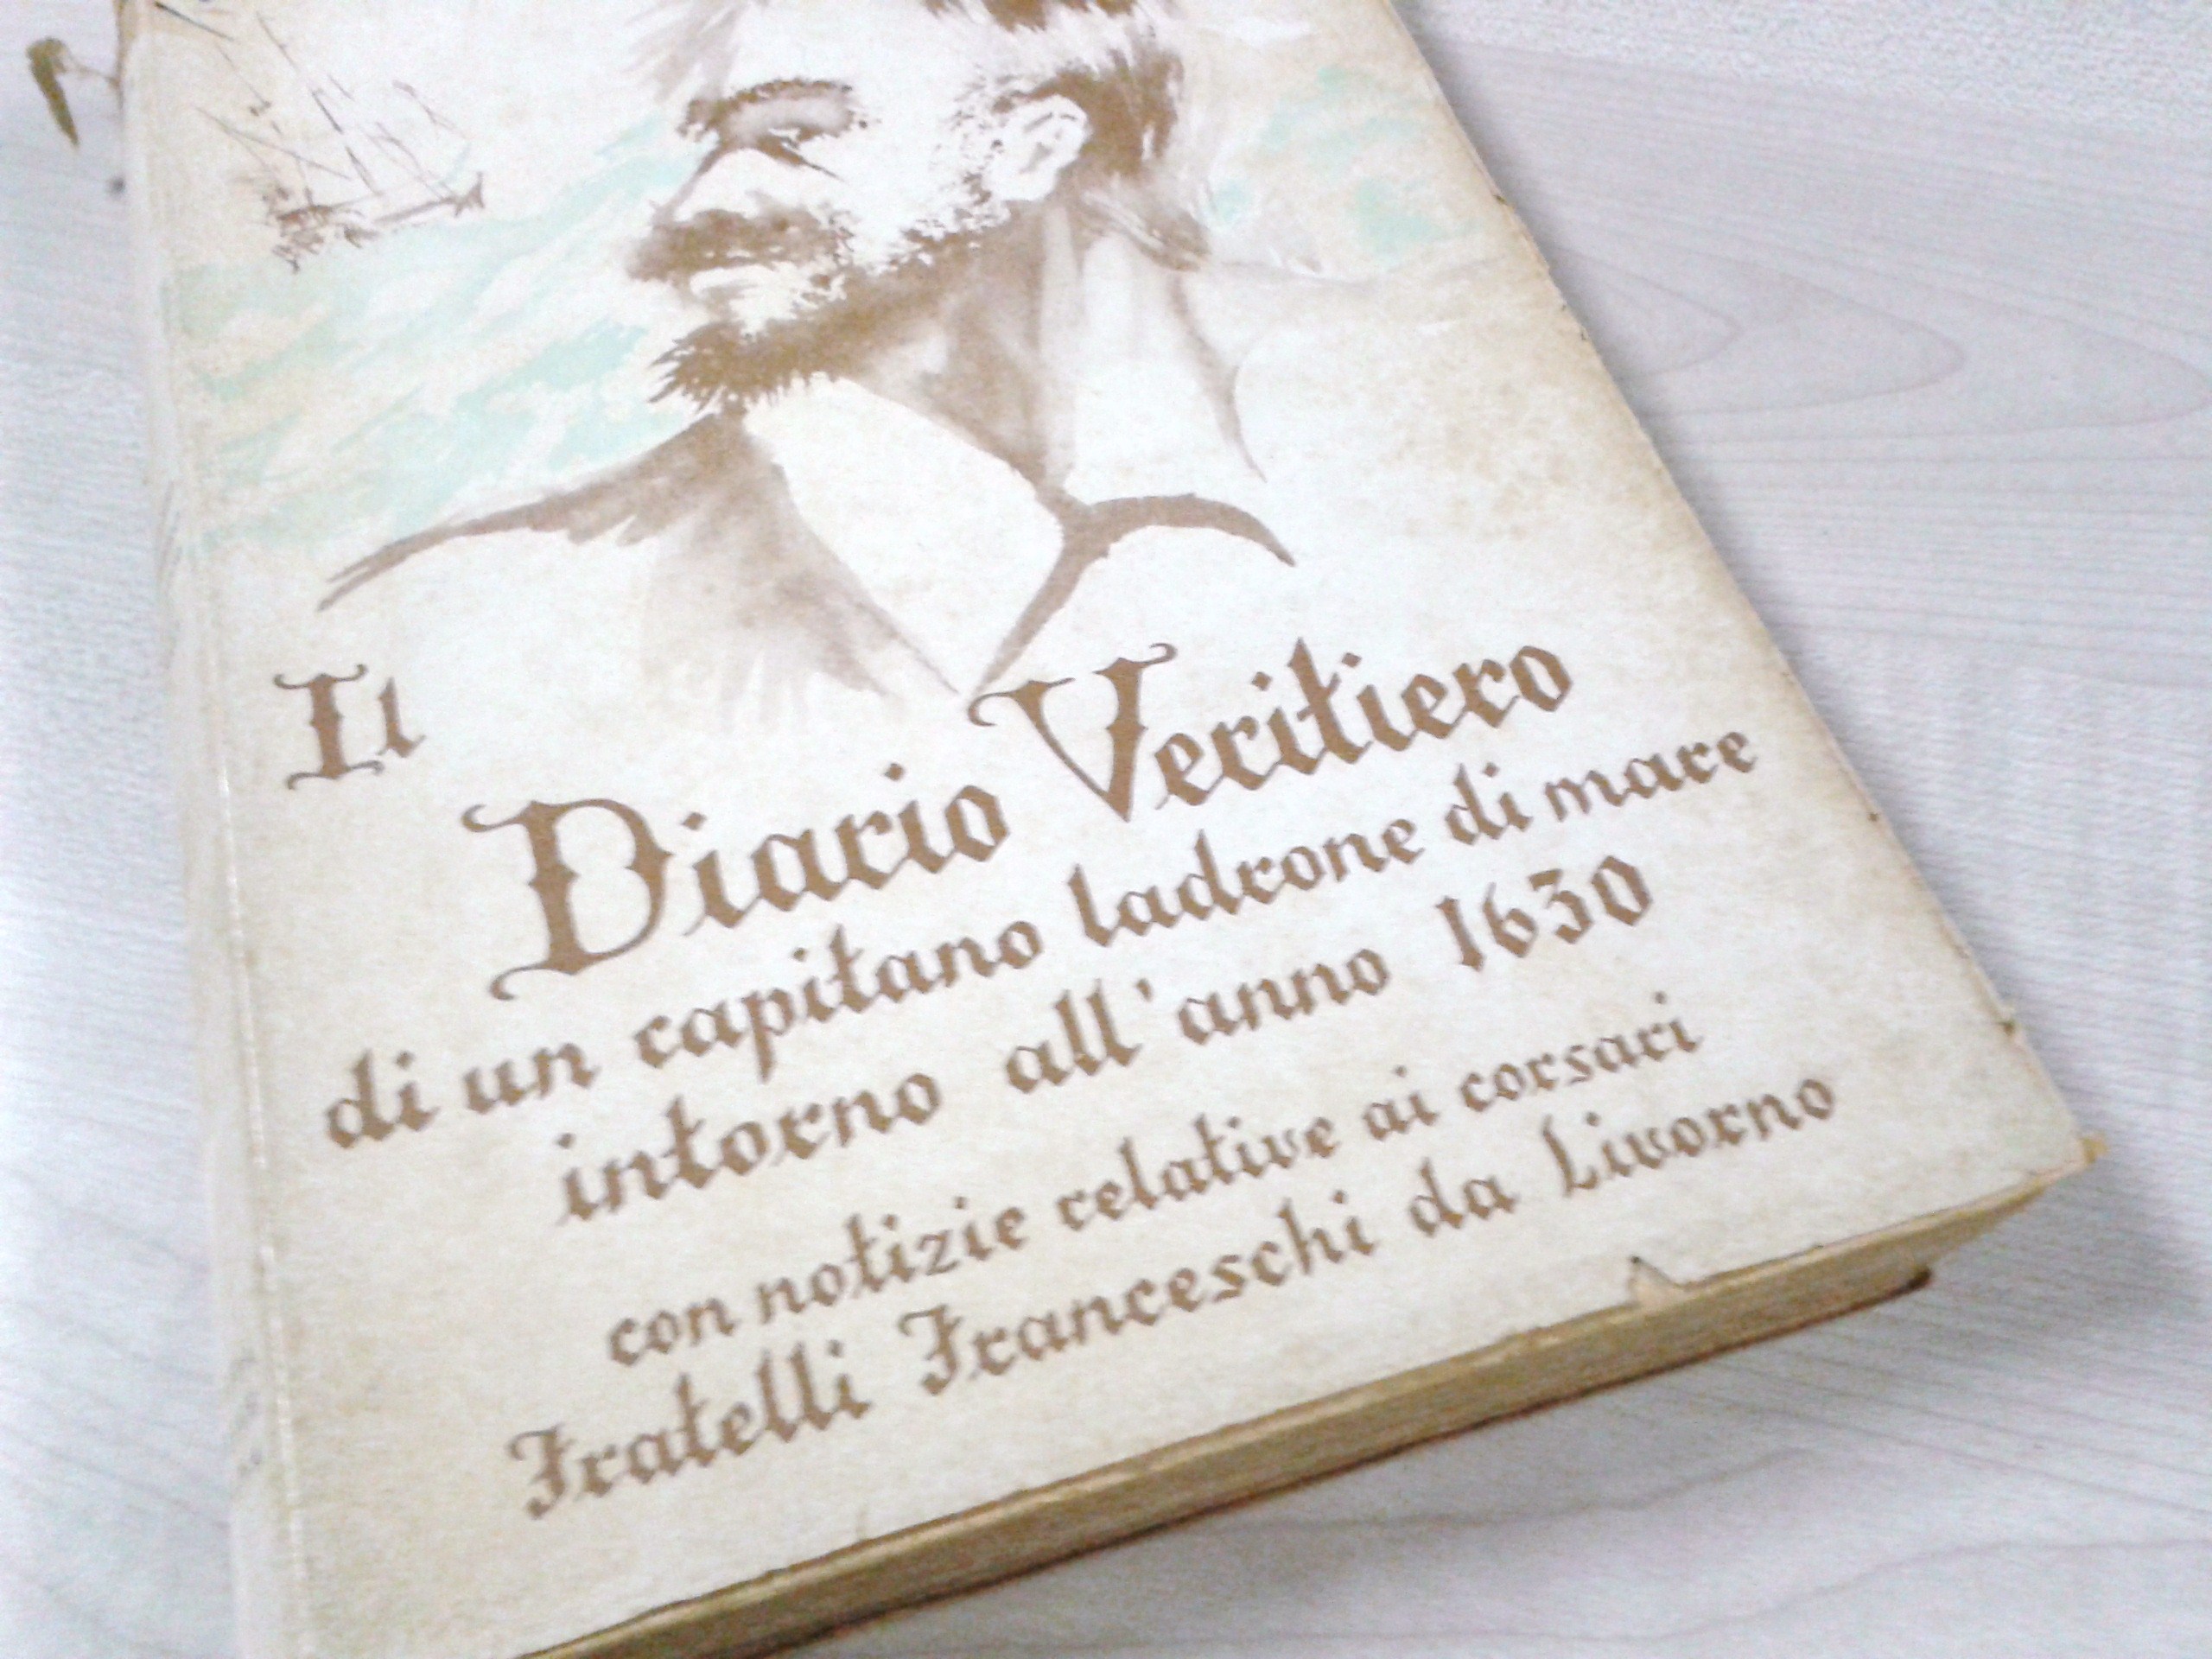 Il
Diario Veritiero
di un capitano ladrone di mare
intorno all'anno 1630
con notizie relative ai corsari
Fratelli Franceschi da Livorno